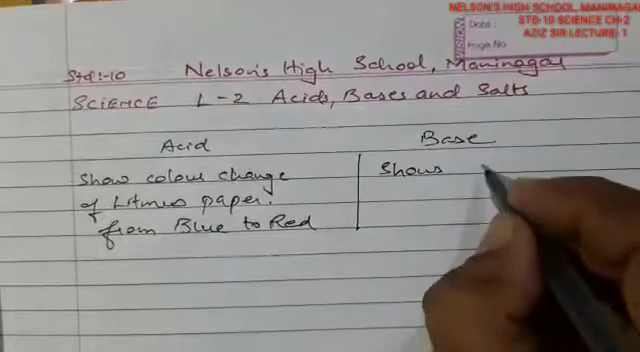 NELSON'S HIGH SCHOOL, MANINAGAR
STD-10 SCIENCE CH-2
AZIZ SIR LECTURE: 1
Date :
Page No
Std:-10 Nelson's High School, Maninagar
SCIENCE L-2 Acids, Bases and Salts
Acid Base
Show colour change Shows
of Litmus paper.
from Blue to Red